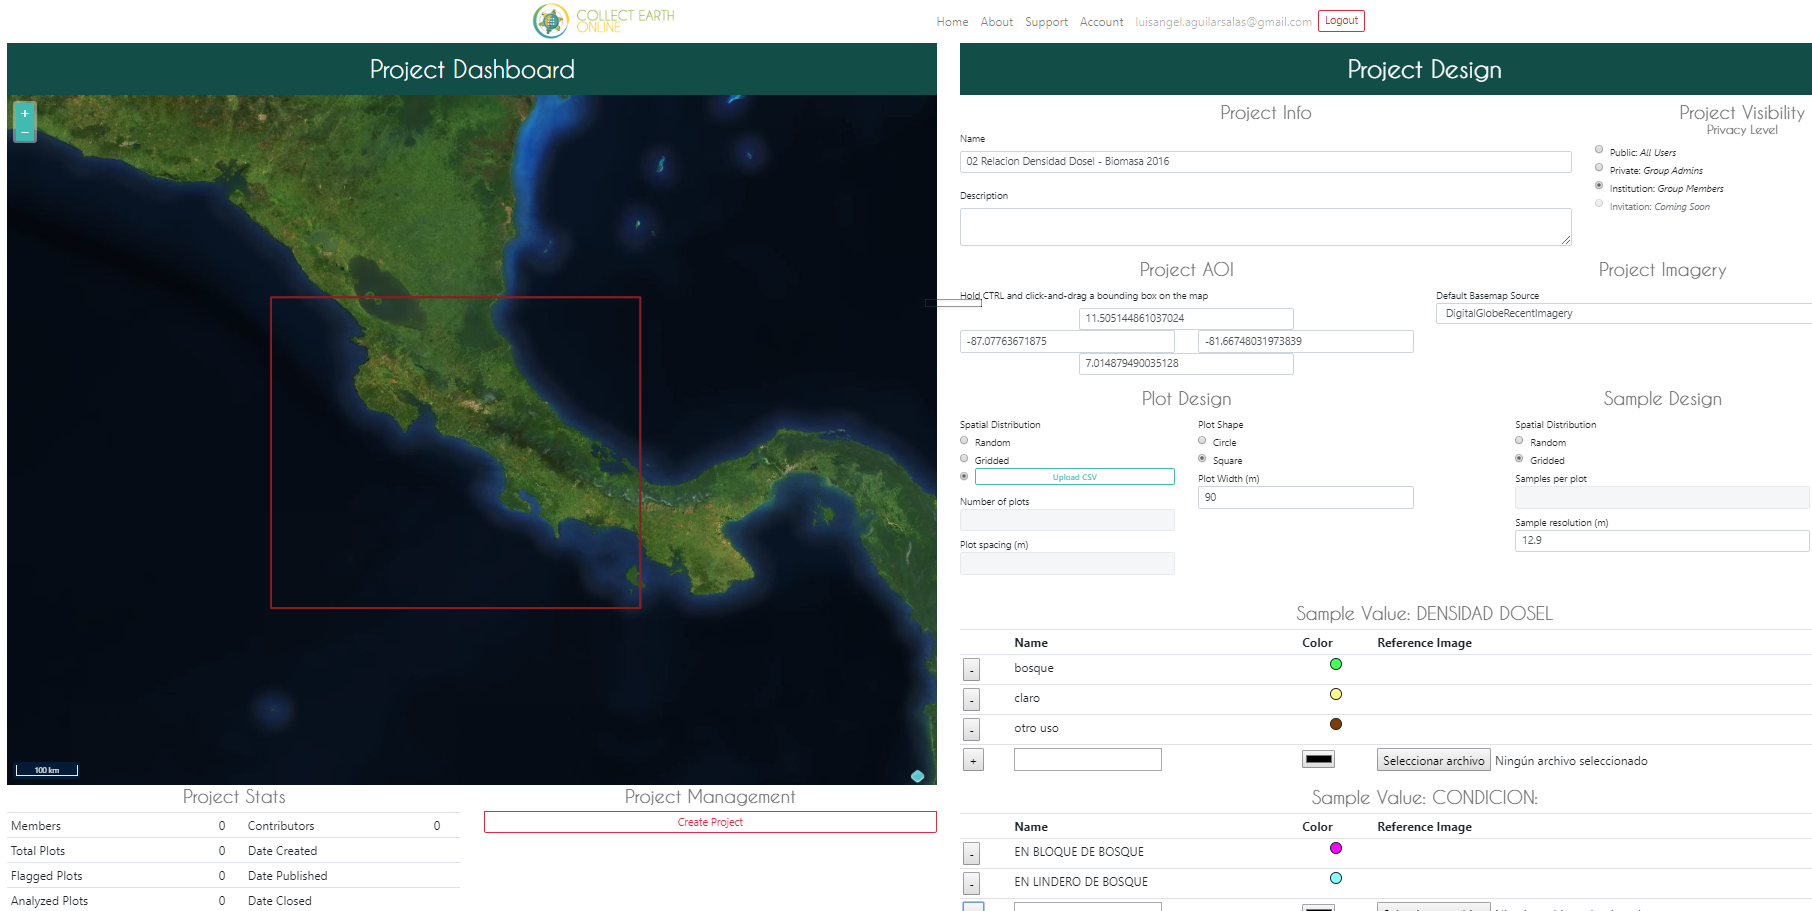 COLLECT EARTH
ONLINE
Home About Support Account luisangel.aguilarsalas@gmail.com Logout
Project Dashboard
+
−
100 km
Project Stats
Members 0 Contributors 0
Total Plots 0 Date Created
Flagged Plots 0 Date Published
Analyzed Plots 0 Date Closed
Project Management
Create Project
Project Design
Project Info
Name
02 Relacion Densidad Dosel - Biomasa 2016
Description
Project Visibility
Privacy Level
Public: All Users
Private: Group Admins
Institution: Group Members
Invitation: Coming Soon
Project AOI
Hold CTRL and click-and-drag a bounding box on the map
11.505144861037024
-87.07763671875 -81.66748031973839
7.014879490035128
Project Imagery
Default Basemap Source
DigitalGlobeRecentImagery
Plot Design
Spatial Distribution
Random
Gridded
Upload CSV
Number of plots
Plot spacing (m)
Plot Shape
Circle
Square
Plot Width (m)
90
Sample Design
Spatial Distribution
Random
Gridded
Samples per plot
Sample resolution (m)
12.9
Sample Value: DENSIDAD DOSEL
Name Color Reference Image
- bosque
- claro
- otro uso
+ Seleccionar archivo Ningún archivo seleccionado
Sample Value: CONDICION:
Name Color Reference Image
- EN BLOQUE DE BOSQUE
- EN LINDERO DE BOSQUE